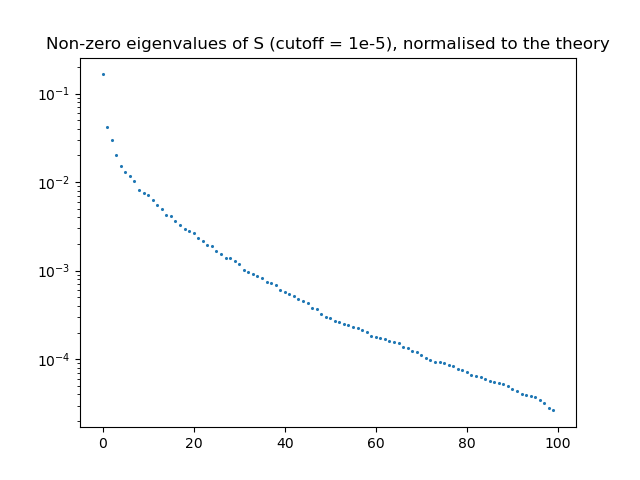 Non-zero eigenvalues of S (cutoff = 1e-5), normalised to the theory
10⁻¹
10⁻²
10⁻³
10⁻⁴
0 20 40 60 80 100